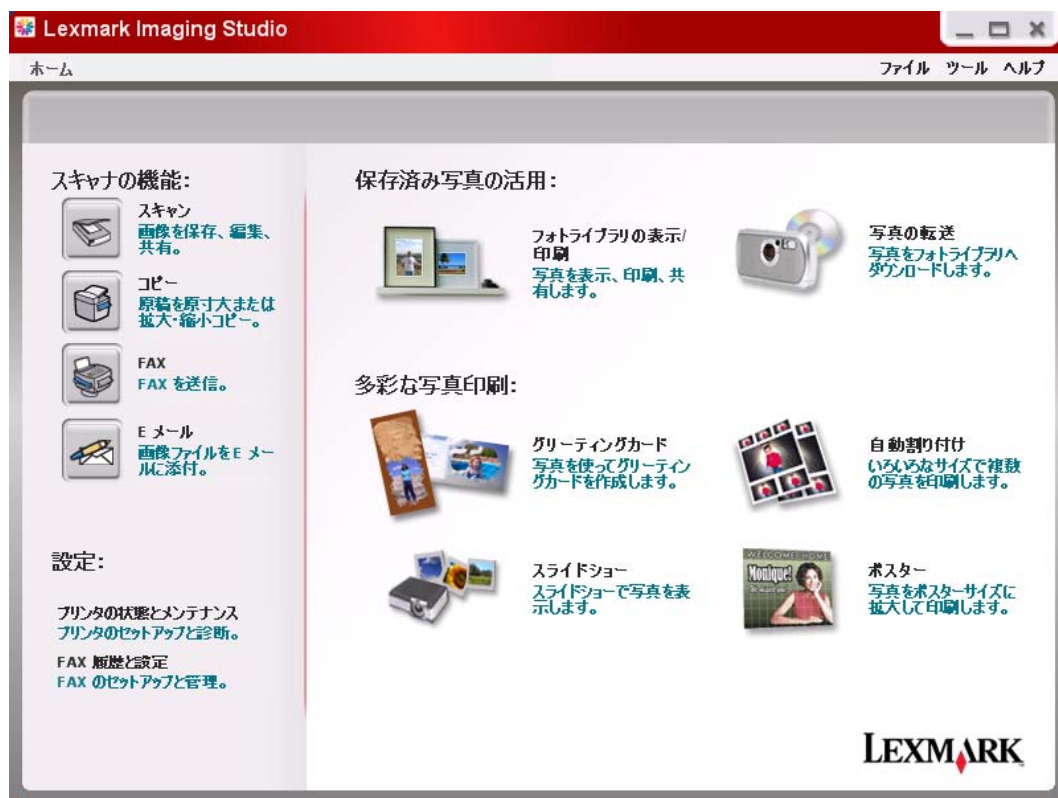 Lexmark Imaging Studio
ホーム
ファイル ツール ヘルプ
スキャナの機能:
スキャン
画像を保存、編集、
共有。
コピー
原稿を原寸大または
拡大・縮小コピー。
FAX
FAX を送信。
E メール
画像ファイルをE メー
ルに添付。
設定:
プリンタの状態とメンテナンス
プリンタのセットアップと診断。
FAX 履歴と設定
FAX のセットアップと管理。
保存済み写真の活用:
フォトライブラリの表示/
印刷
写真を表示、印刷、共
有します。
写真の転送
写真をフォトライブラリへ
ダウンロードします。
多彩な写真印刷:
グリーティングカード
写真を使ってグリーティン
グカードを作成します。
自動割り付け
いろいろなサイズで複数
の写真を印刷します。
スライドショー
スライドショーで写真を表
示します。
WELCOME HOME
Monique!
ポスター
写真をポスターサイズに
拡大して印刷します。
LEXMARK